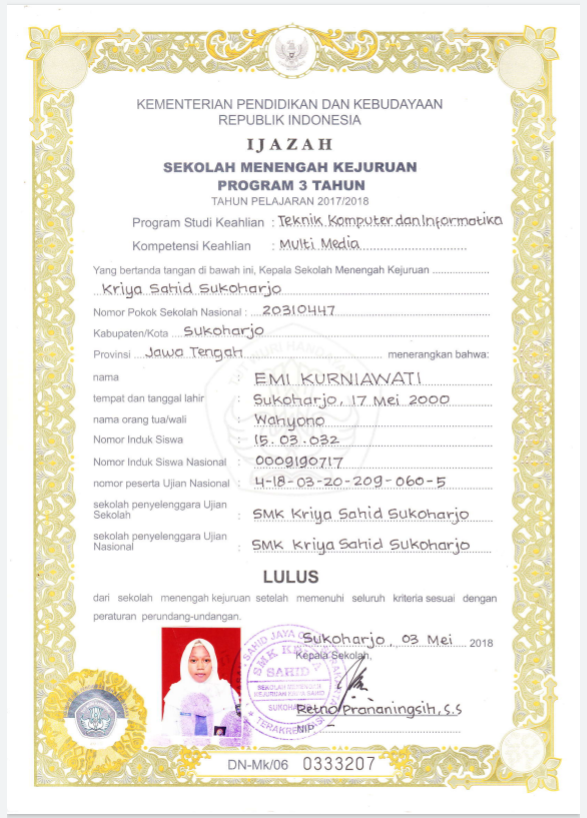 KEMENTERIAN PENDIDIKAN DAN KEBUDAYAAN
REPUBLIK INDONESIA
IJAZAH
SEKOLAH MENENGAH KEJURUAN
PROGRAM 3 TAHUN
TAHUN PELAJARAN 2017/2018
Program Studi Keahlian : Teknik Komputer dan Informatika
Kompetensi Keahlian : Multi Media
Yang bertanda tangan di bawah ini, Kepala Sekolah Menengah Kejuruan
Kriya Sahid Sukoharjo
Nomor Pokok Sekolah Nasional : 20310447
Kabupaten/Kota Sukoharjo
Provinsi Jawa Tengah menerangkan bahwa:
nama : EMI KURNIAWATI
tempat dan tanggal lahir : Sukoharjo, 17 Mei 2000
nama orang tua/wali : Wahyono
Nomor Induk Siswa : 15.03.032
Nomor Induk Siswa Nasional : 0009190717
nomor peserta Ujian Nasional : 4-18-03-20-209-060-5
sekolah penyelenggara Ujian
Sekolah : SMK Kriya Sahid Sukoharjo
sekolah penyelenggara Ujian
Nasional : SMK Kriya Sahid Sukoharjo
LULUS
dari sekolah menengah kejuruan setelah memenuhi seluruh kriteria sesuai dengan
peraturan perundang-undangan.
Sukoharjo, 03 Mei 2018
Kepala Sekolah,
SMK
SAHID
Retno Prananingsih, S.S
NIP
DN-Mk/06 0333207